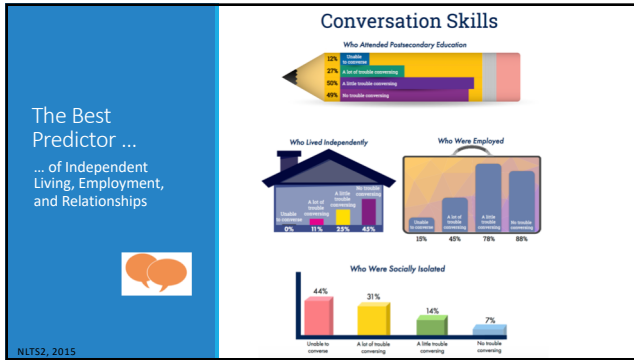 The Best
Predictor ...
... of Independent
Living, Employment,
and Relationships
NLTS2, 2015
Conversation Skills
Who Attended Postsecondary Education
12%
Unable
to converse
27%
A lot of trouble conversing
50%
A little trouble conversing
49%
No trouble conversing
Who Lived Independently
Unable
to converse
A lot of
trouble
conversing
A little
trouble
conversing
No trouble
conversing
0% 11% 25% 45%
Who Were Employed
Unable
to converse
A lot of
trouble
conversing
A little
trouble
conversing
No trouble
conversing
15% 45% 78% 88%
Who Were Socially Isolated
44%
31%
14%
7%
Unable to
converse
A lot of trouble
conversing
A little trouble
conversing
No trouble
conversing